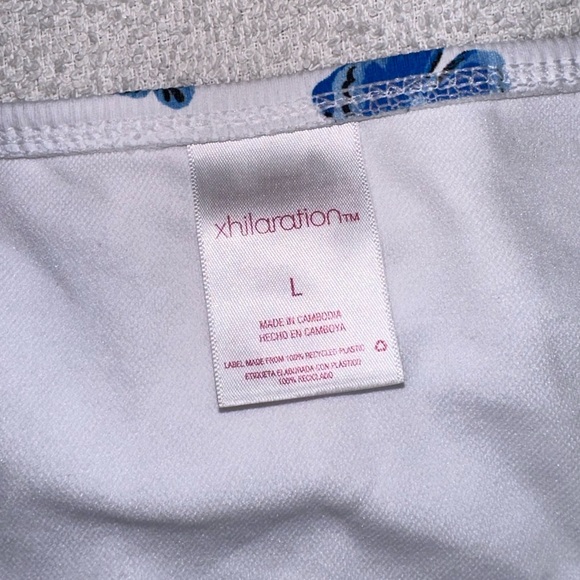 xhilaration™
L
MADE IN CAMBODIA
HECHO EN CAMBOYA
LABEL MADE FROM 100% RECYCLED PLASTIC
ETIQUETA ELABORADA CON PLASTICO
100% RECICLADO